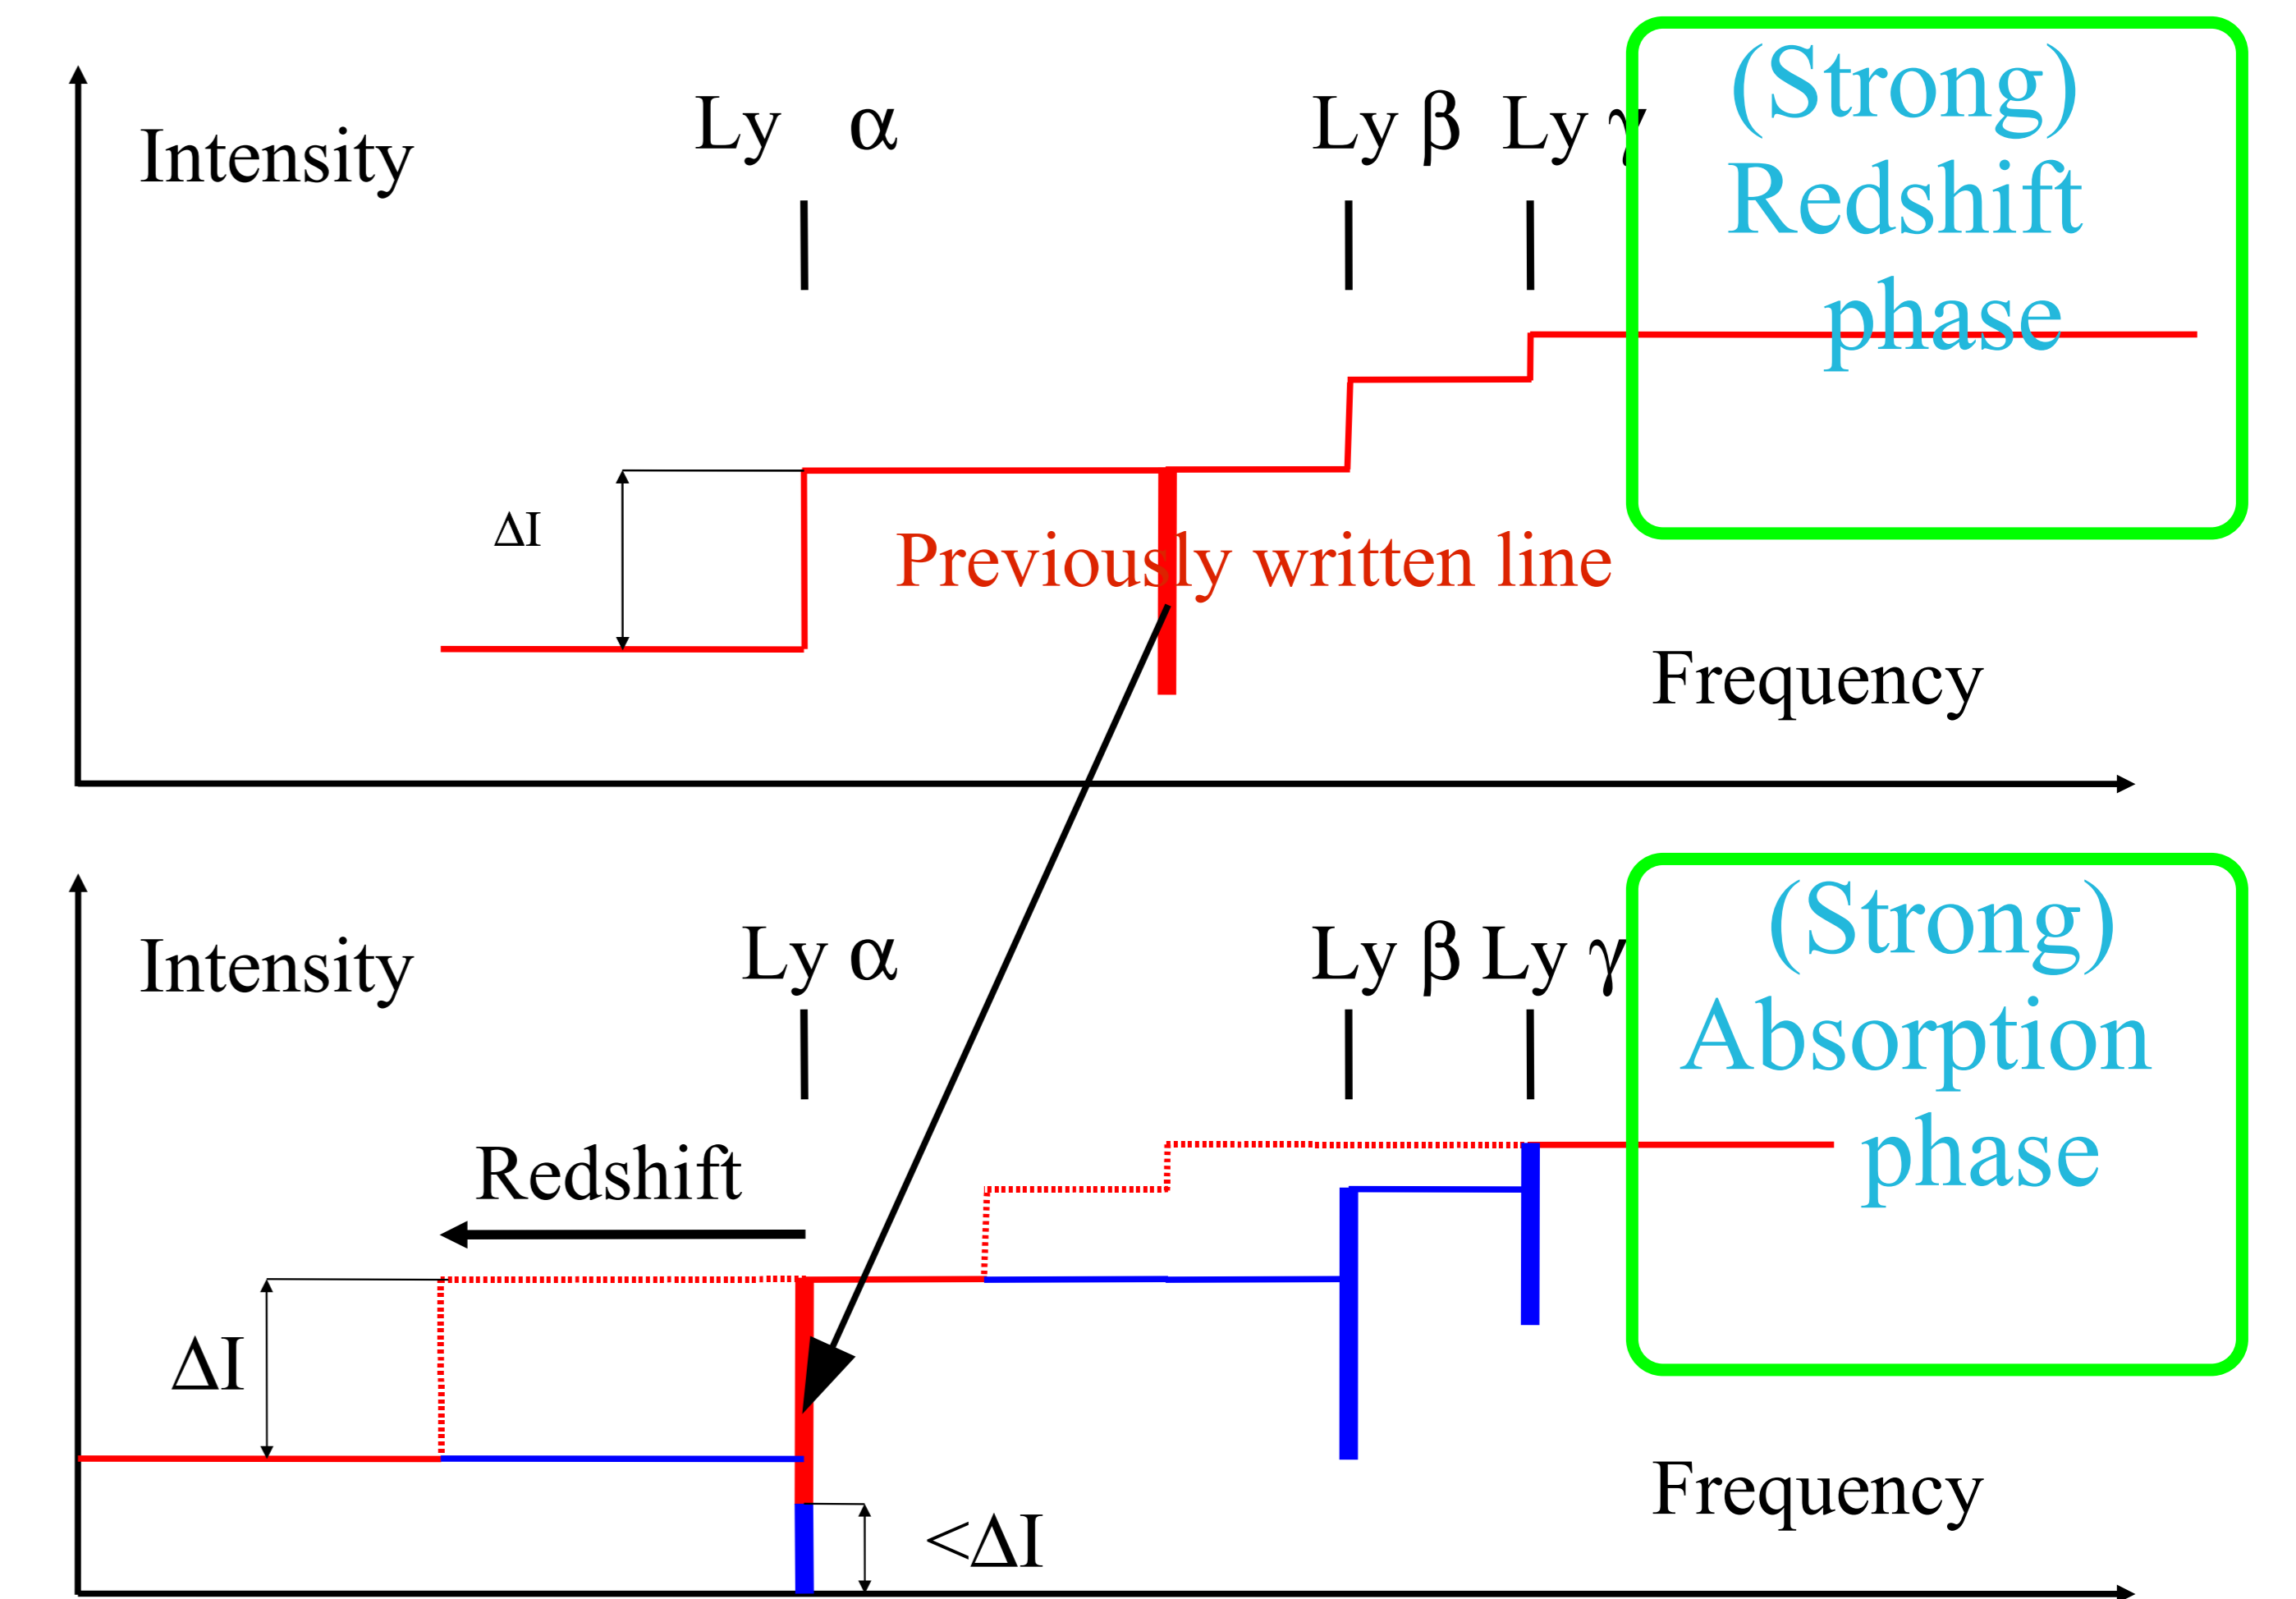 Intensity
Ly α
Ly β
Ly γ
(Strong)
Redshift
phase
ΔI
Previously written line
Frequency
Intensity
Ly α
Ly β
Ly γ
(Strong)
Absorption
phase
Redshift
ΔI
Frequency
<ΔI